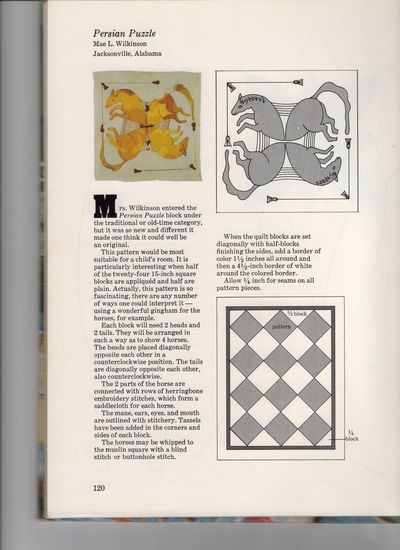 Persian Puzzle
Mae L. Wilkinson
Jacksonville, Alabama
Mrs. Wilkinson entered the
Persian Puzzle block under
the traditional or old-time category,
but it was so new and different it
made one think it could well be
an original.
This pattern would be most
suitable for a child's room. It is
particularly interesting when half
of the twenty-four 15-inch square
blocks are appliquéd and half are
plain. Actually, this pattern is so
fascinating, there are any number
of ways one could interpret it —
using a wonderful gingham for the
horses, for example.
Each block will need 2 heads and
2 tails. They will be arranged in
such a way as to show 4 horses.
The heads are placed diagonally
opposite each other in a
counterclockwise position. The tails
are diagonally opposite each other,
also counterclockwise.
The 2 parts of the horse are
connected with rows of herringbone
embroidery stitches, which form a
saddlecloth for each horse.
The mane, ears, eyes, and mouth
are outlined with stitchery. Tassels
have been added in the corners and
sides of each block.
The horses may be whipped to
the muslin square with a blind
stitch or buttonhole stitch.
When the quilt blocks are set
diagonally with half-blocks
finishing the sides, add a border of
color 1½ inches all around and
then a 4½-inch border of white
around the colored border.
Allow ¼ inch for seams on all
pattern pieces.
½ block
pattern
¼
block
120